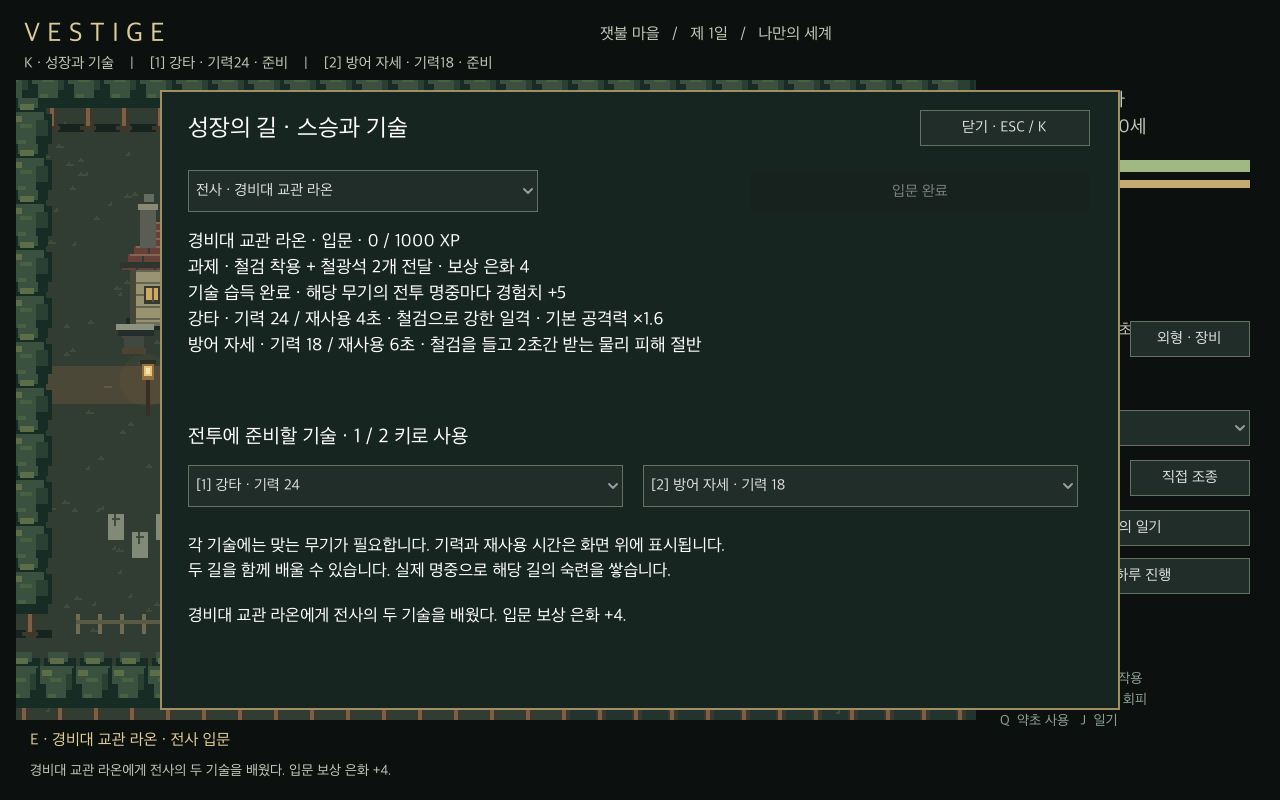 VESTIGE
잿불 마을 / 제 1일 / 나만의 세계
K · 성장과 기술 | [1] 강타 · 기력24 · 준비 | [2] 방어 자세 · 기력18 · 준비
성장의 길 · 스승과 기술
닫기 · ESC / K
0세
전사 · 경비대 교관 라온
입문 완료
경비대 교관 라온 · 입문 · 0 / 1000 XP
과제 · 철검 착용 + 철광석 2개 전달 · 보상 은화 4
기술 습득 완료 · 해당 무기의 전투 명중마다 경험치 +5
강타 · 기력 24 / 재사용 4초 · 철검으로 강한 일격 · 기본 공격력 ×1.6
방어 자세 · 기력 18 / 재사용 6초 · 철검을 들고 2초간 받는 물리 피해 절반
외형 · 장비
전투에 준비할 기술 · 1 / 2 키로 사용
[1] 강타 · 기력 24
[2] 방어 자세 · 기력 18
직접 조종
의 일기
각 기술에는 맞는 무기가 필요합니다. 기력과 재사용 시간은 화면 위에 표시됩니다.
두 길을 함께 배울 수 있습니다. 실제 명중으로 해당 길의 숙련을 쌓습니다.
하루 진행
경비대 교관 라온에게 전사의 두 기술을 배웠다. 입문 보상 은화 +4.
작용
회피
Q 약초 사용 J 일기
E · 경비대 교관 라온 · 전사 입문
경비대 교관 라온에게 전사의 두 기술을 배웠다. 입문 보상 은화 +4.